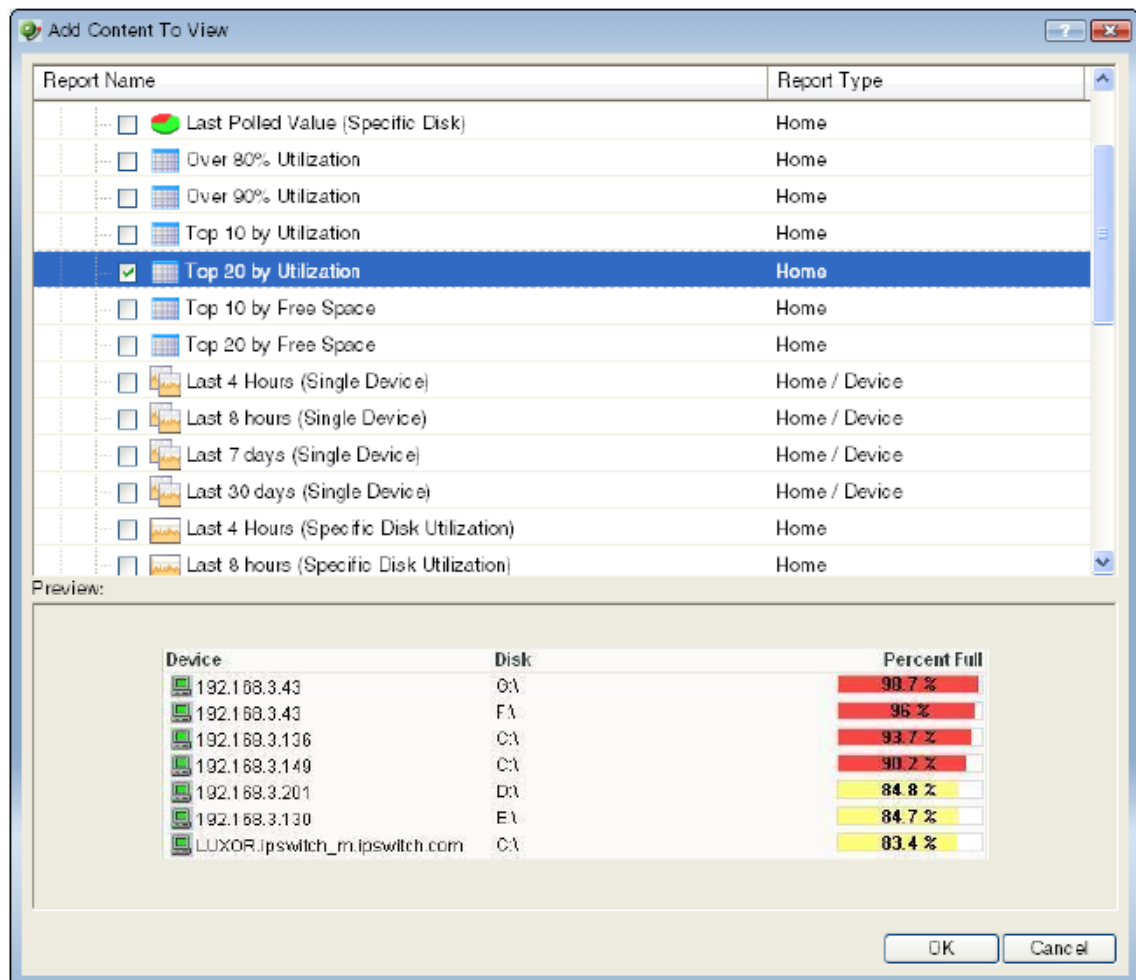 Add Content To View
?
Report Name Report Type
Last Polled Value (Specific Disk) Home
Over 80% Utilization Home
Over 90% Utilization Home
Top 10 by Utilization Home
Top 20 by Utilization Home
Top 10 by Free Space Home
Top 20 by Free Space Home
Last 4 Hours (Single Device) Home / Device
Last 8 hours (Single Device) Home / Device
Last 7 days (Single Device) Home / Device
Last 30 days (Single Device) Home / Device
Last 4 Hours (Specific Disk Utilization) Home
Last 8 hours (Specific Disk Utilization) Home
Preview:
Device Disk Percent Full
192.168.3.43 G:\ 98.7 %
192.168.3.43 F:\ 96 %
192.168.3.136 C:\ 93.7 %
192.168.3.149 C:\ 90.2 %
192.168.3.201 D:\ 84.8 %
192.168.3.130 E:\ 84.7 %
LUXOR.ipswitch_m.ipswitch.com C:\ 83.4 %
OK Cancel